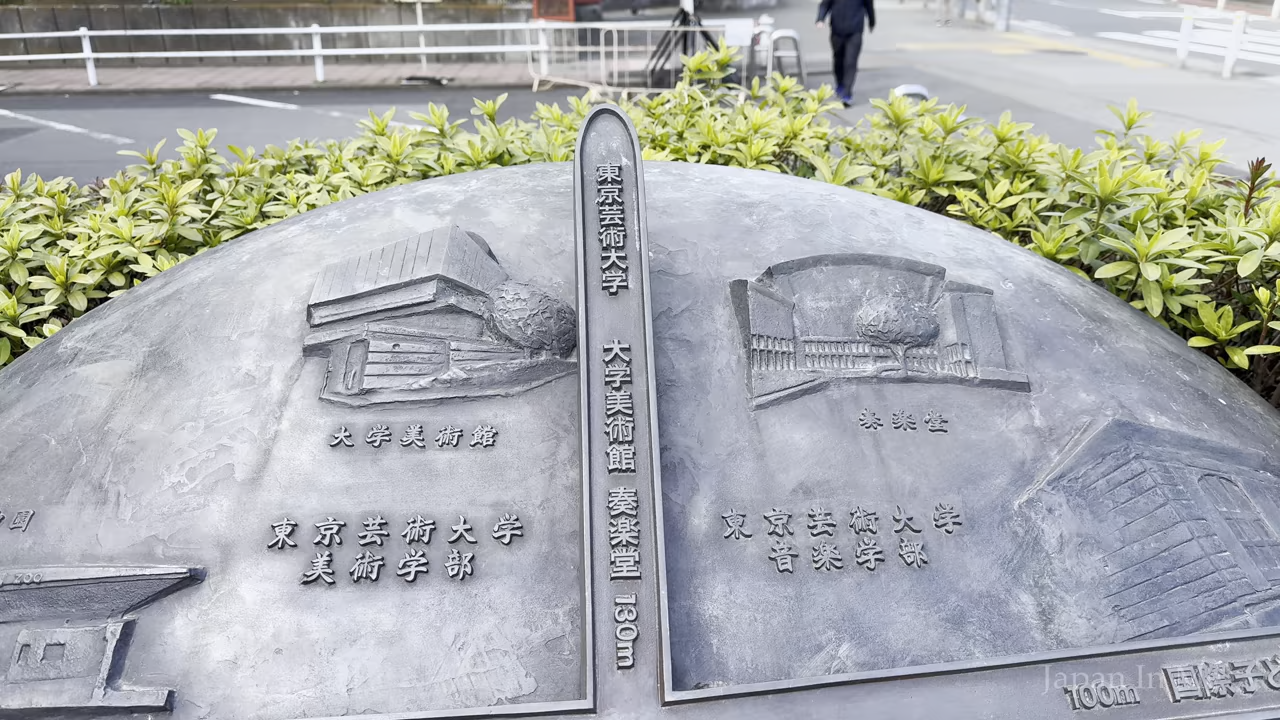 東京芸術大学 大学美術館 奏楽堂 130m
大学美術館
奏楽堂
東京芸術大学
美術学部
東京芸術大学
音楽学部
園
ZOO
100m 国際子ど
Japan In